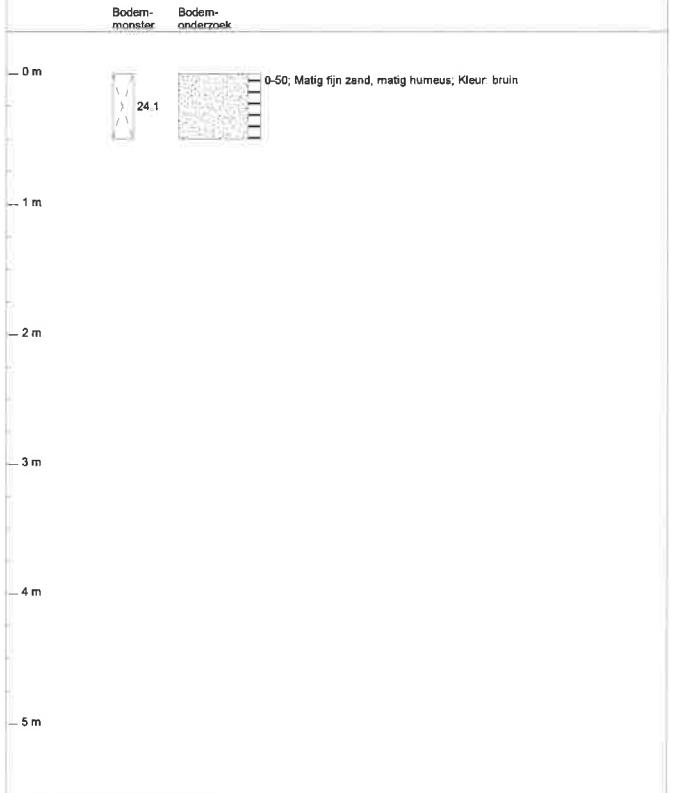 Bodem- Bodem-
monster onderzoek
0 m
0-50; Matig fijn zand, matig humeus; Kleur: bruin
24.1
1 m
2 m
3 m
4 m
5 m